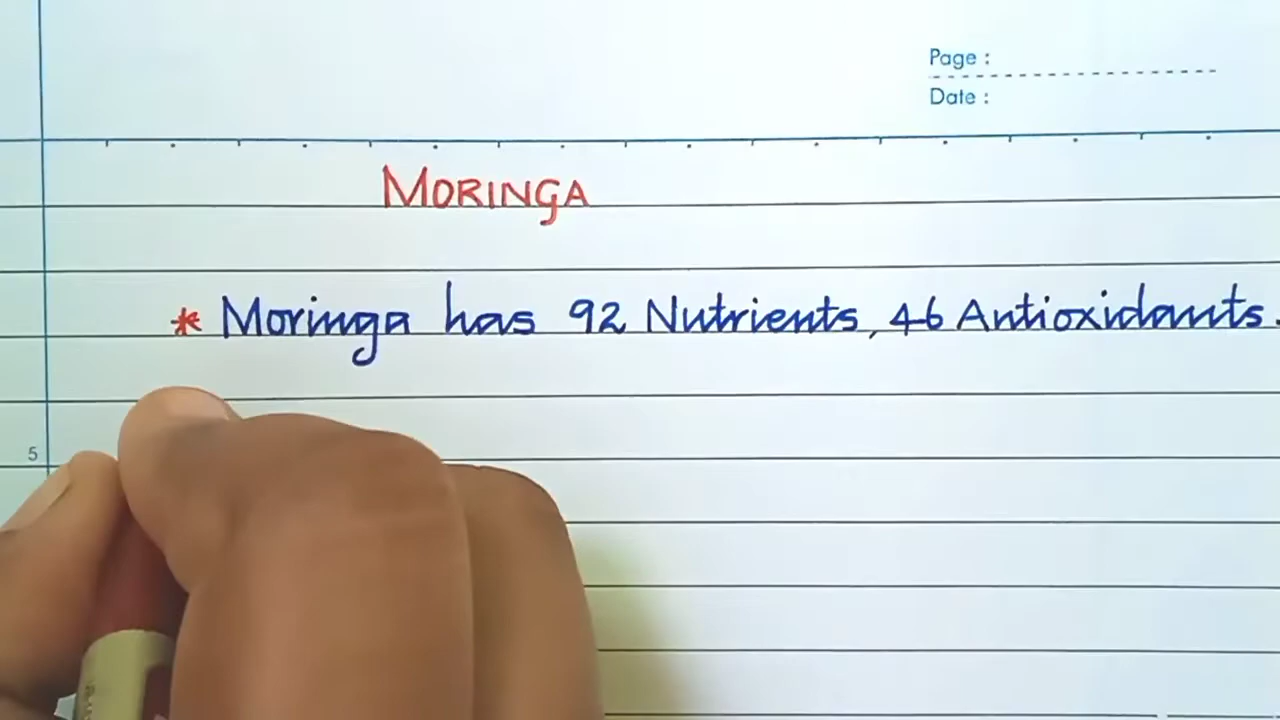 Page :
Date :
MORINGA
* Moringa has 92 Nutrients, 46 Antioxidants.
5